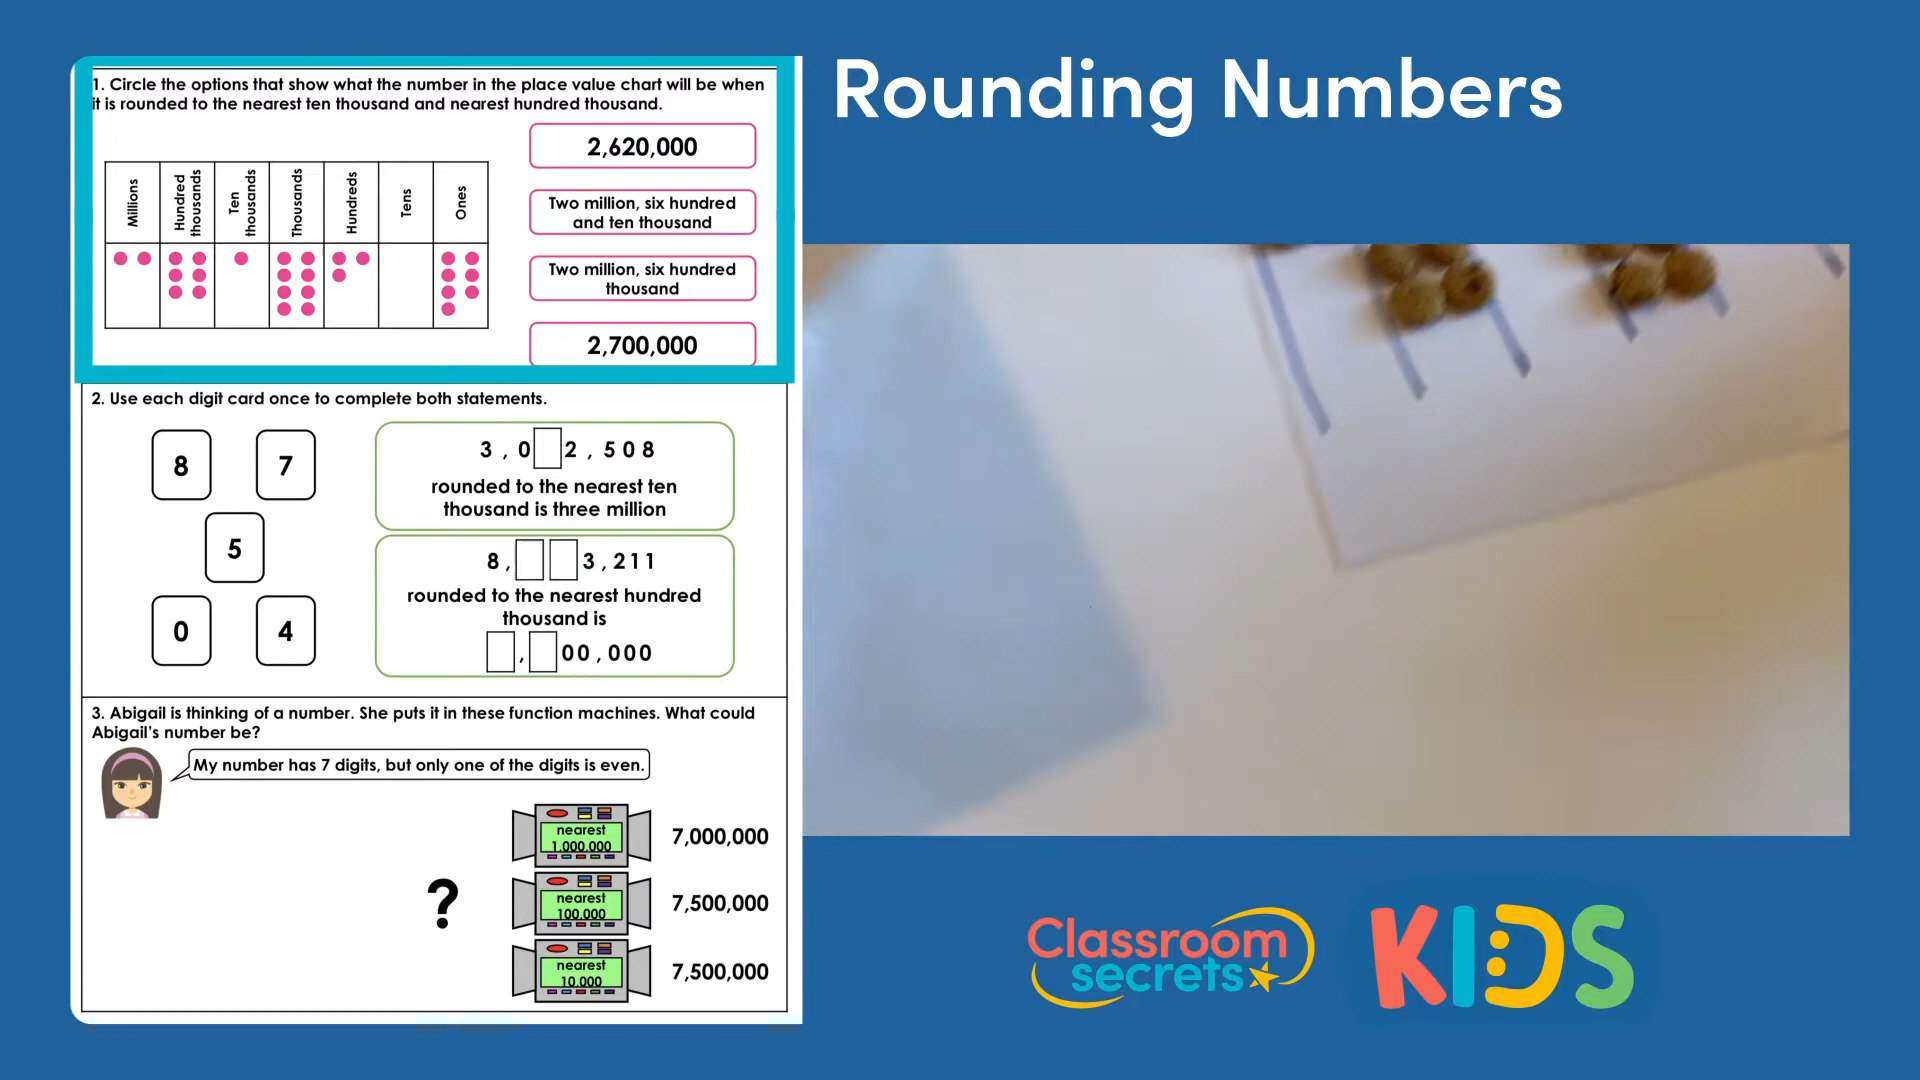 Rounding Numbers
1. Circle the options that show what the number in the place value chart will be when
it is rounded to the nearest ten thousand and nearest hundred thousand.
Millions
Hundred
thousands
Ten
thousands
Thousands
Hundreds
Tens
Ones
2,620,000
Two million, six hundred
and ten thousand
Two million, six hundred
thousand
2,700,000
2. Use each digit card once to complete both statements.
8
7
5
0
4
3 , 0 2 , 5 0 8
rounded to the nearest ten
thousand is three million
8 , 3 , 2 1 1
rounded to the nearest hundred
thousand is
, 0 0 , 0 0 0
3. Abigail is thinking of a number. She puts it in these function machines. What could
Abigail's number be?
My number has 7 digits, but only one of the digits is even.
?
nearest
1,000,000
7,000,000
nearest
100,000
7,500,000
nearest
10,000
7,500,000
Classroom
secrets
KIDS